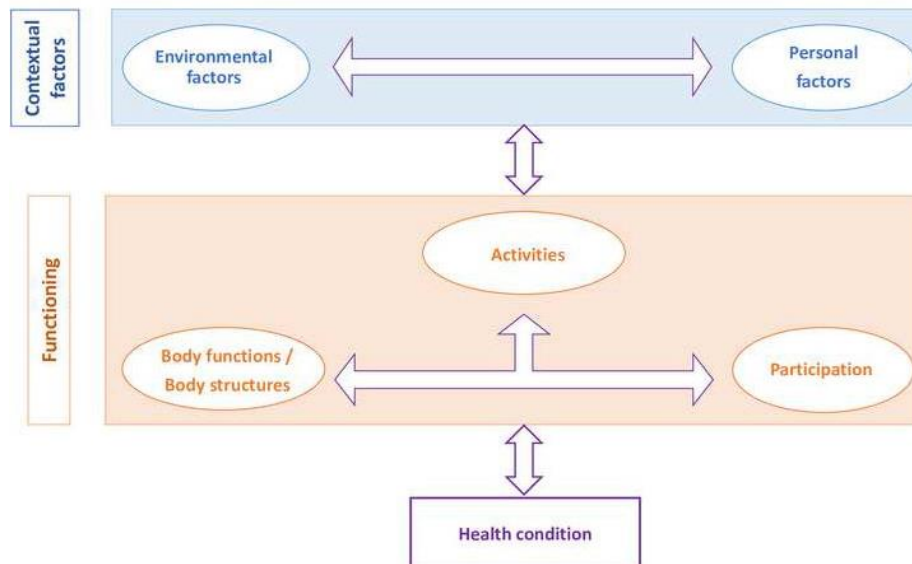 Contextual
factors
Environmental
factors
Personal
factors
Functioning
Activities
Body functions /
Body structures
Participation
Health condition